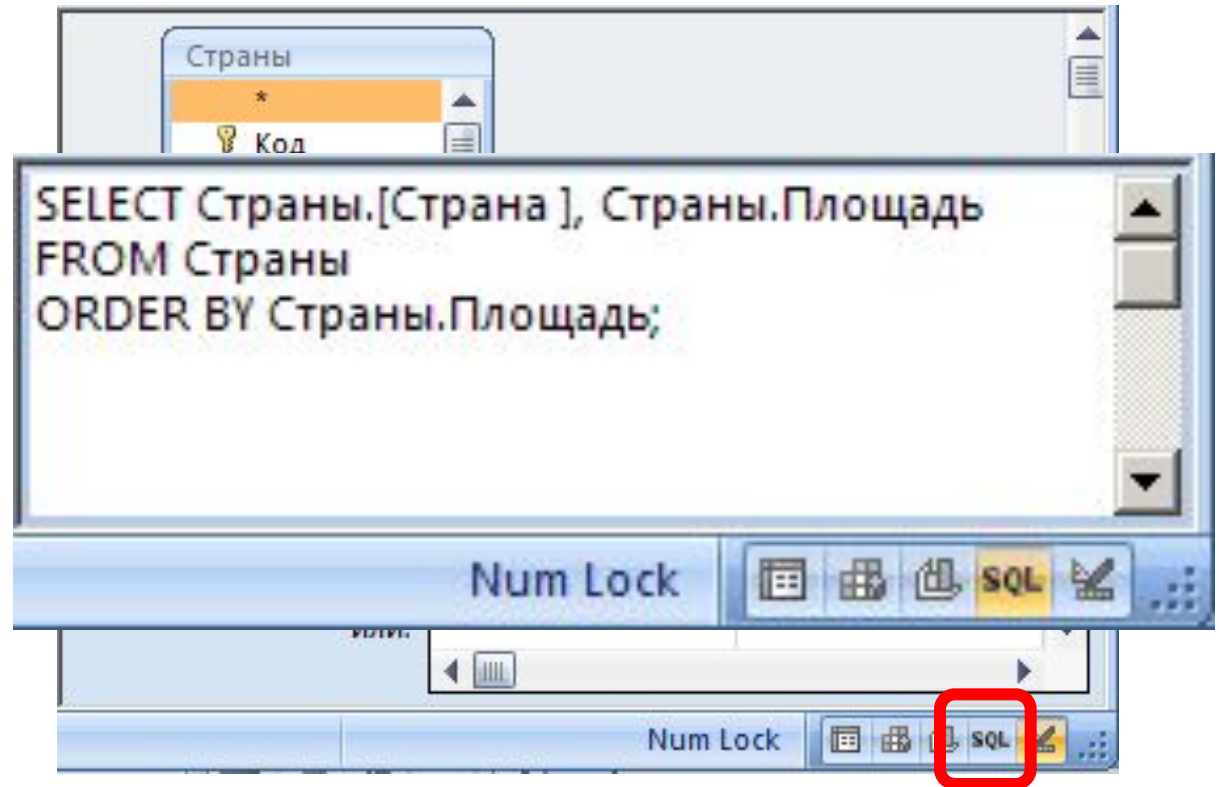 Страны
*
Код
SELECT Страны.[Страна ], Страны.Площадь
FROM Страны
ORDER BY Страны.Площадь;
Num Lock SQL
или:
Num Lock SQL